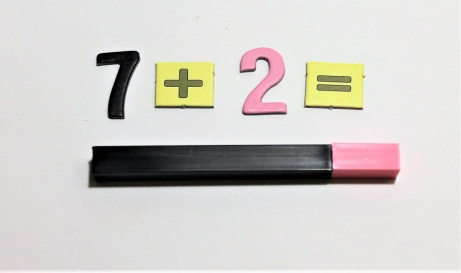 7 + 2 =